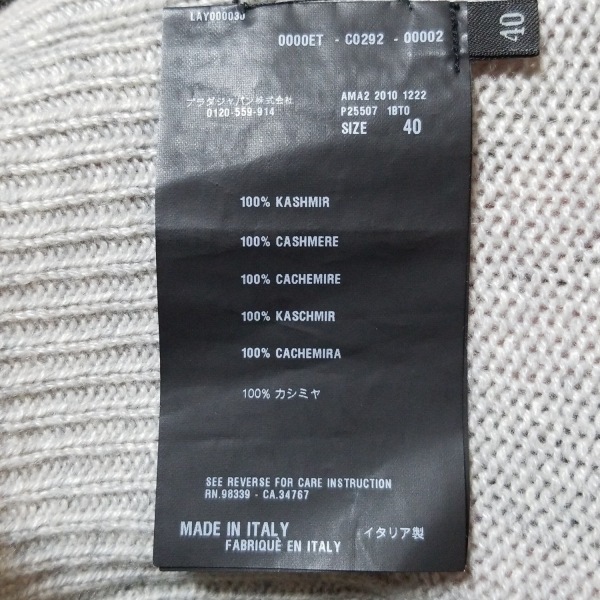 LAY000030
0000ET - C0292 - 00002
40
プラダジャパン株式会社
0120-559-914
AMA2 2010 1222
P25507 1BT0
SIZE 40
100% KASHMIR
100% CASHMERE
100% CACHEMIRE
100% KASCHMIR
100% CACHEMIRA
100% カシミヤ
SEE REVERSE FOR CARE INSTRUCTION
RN.98339 - CA.34767
MADE IN ITALY
イタリア製
FABRIQUÉ EN ITALY